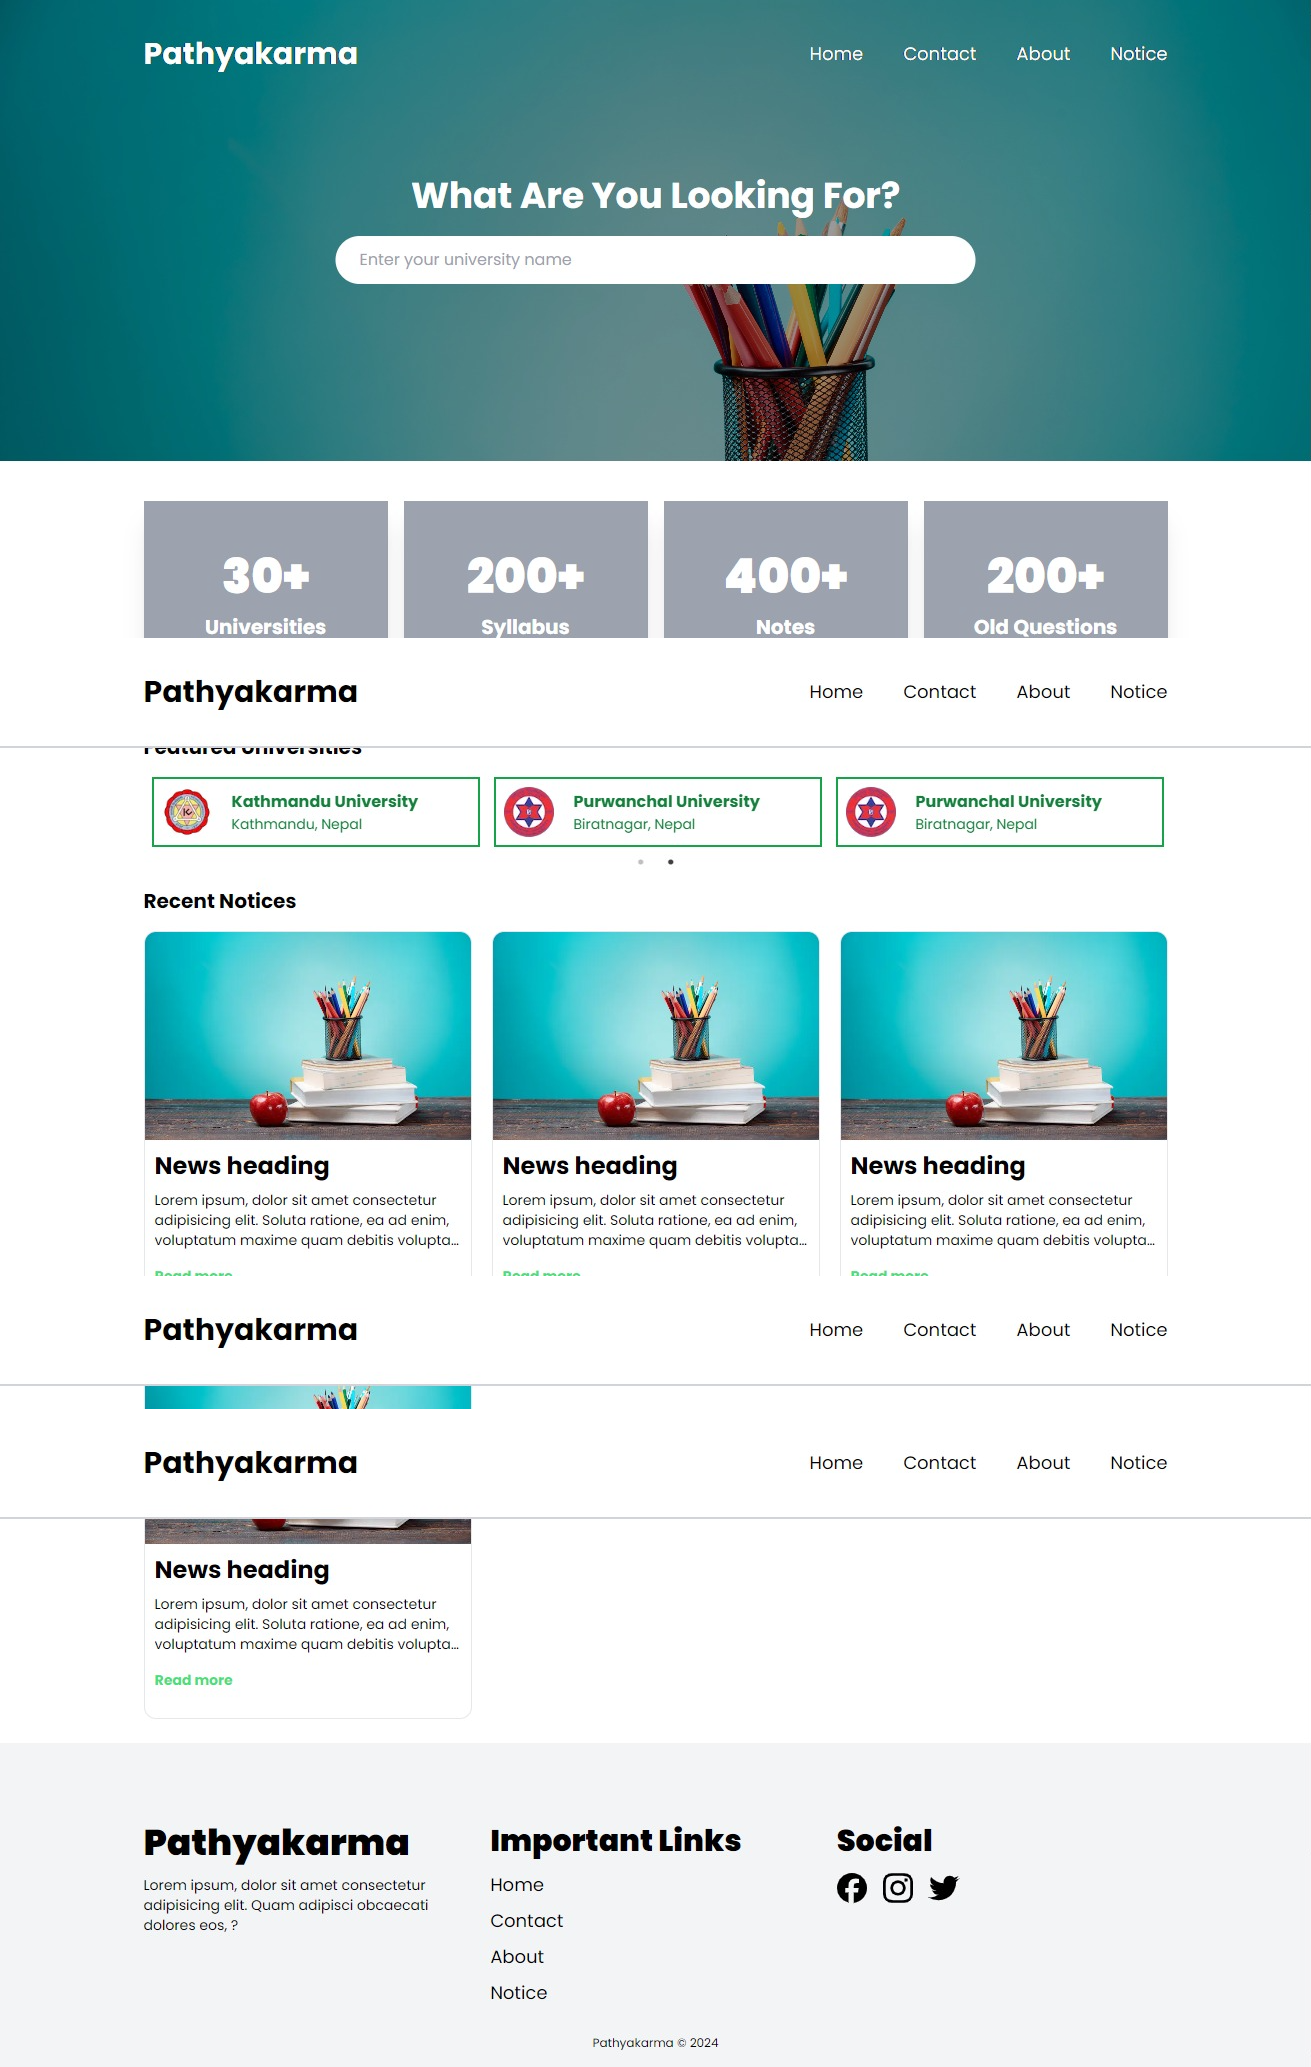 Pathyakarma
Home Contact About Notice
What Are You Looking For?
Enter your university name
30+ 200+ 400+ 200+
Universities Syllabus Notes Old Questions
Pathyakarma
Home Contact About Notice
Featured Universities
Kathmandu University
Kathmandu, Nepal
Purwanchal University
Biratnagar, Nepal
Purwanchal University
Biratnagar, Nepal
Recent Notices
News heading
Lorem ipsum, dolor sit amet consectetur
adipisicing elit. Soluta ratione, ea ad enim,
voluptatum maxime quam debitis volupta...
Read more
News heading
Lorem ipsum, dolor sit amet consectetur
adipisicing elit. Soluta ratione, ea ad enim,
voluptatum maxime quam debitis volupta...
Read more
News heading
Lorem ipsum, dolor sit amet consectetur
adipisicing elit. Soluta ratione, ea ad enim,
voluptatum maxime quam debitis volupta...
Read more
Pathyakarma
Home Contact About Notice
Pathyakarma
Home Contact About Notice
News heading
Lorem ipsum, dolor sit amet consectetur
adipisicing elit. Soluta ratione, ea ad enim,
voluptatum maxime quam debitis volupta...
Read more
Pathyakarma
Lorem ipsum, dolor sit amet consectetur
adipisicing elit. Quam adipisci obcaecati
dolores eos, ?
Important Links
Home
Contact
About
Notice
Social
Pathyakarma © 2024